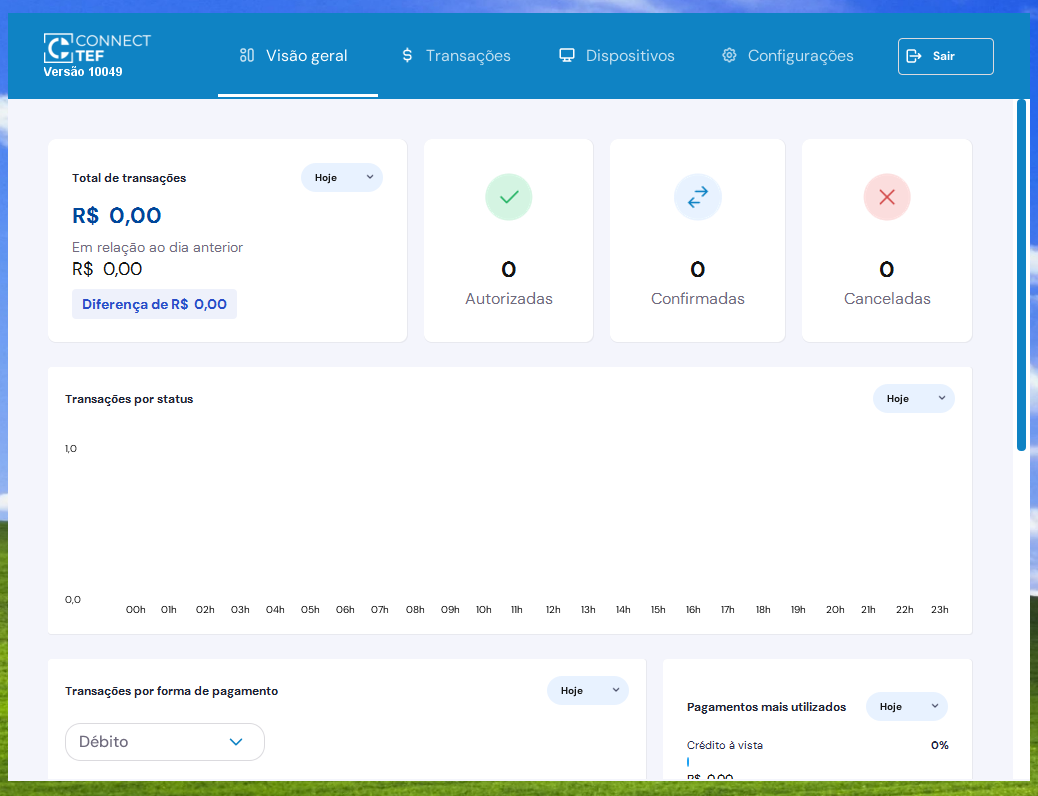 CONNECT
TEF
Versão 10049
Visão geral
Transações
Dispositivos
Configurações
Sair
Total de transações
Hoje
R$ 0,00
Em relação ao dia anterior
R$ 0,00
Diferença de R$ 0,00
0
Autorizadas
0
Confirmadas
0
Canceladas
Transações por status
Hoje
1,0
0,0
00h 01h 02h 03h 04h 05h 06h 07h 08h 09h 10h 11h 12h 13h 14h 15h 16h 17h 18h 19h 20h 21h 22h 23h
Transações por forma de pagamento
Hoje
Débito
Pagamentos mais utilizados
Hoje
Crédito à vista
0%
R$ 0,00